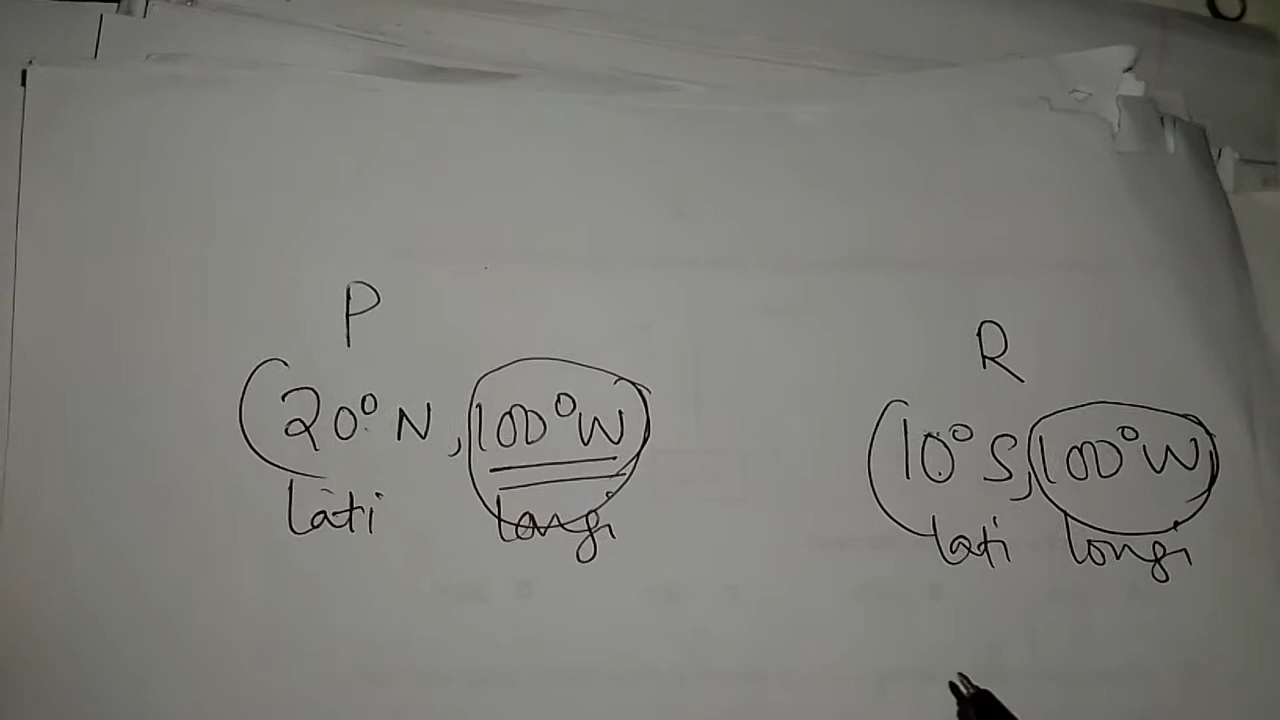 P
(20° N, 100° W)
lati longi
R
(10° S, 100° W)
lati longi